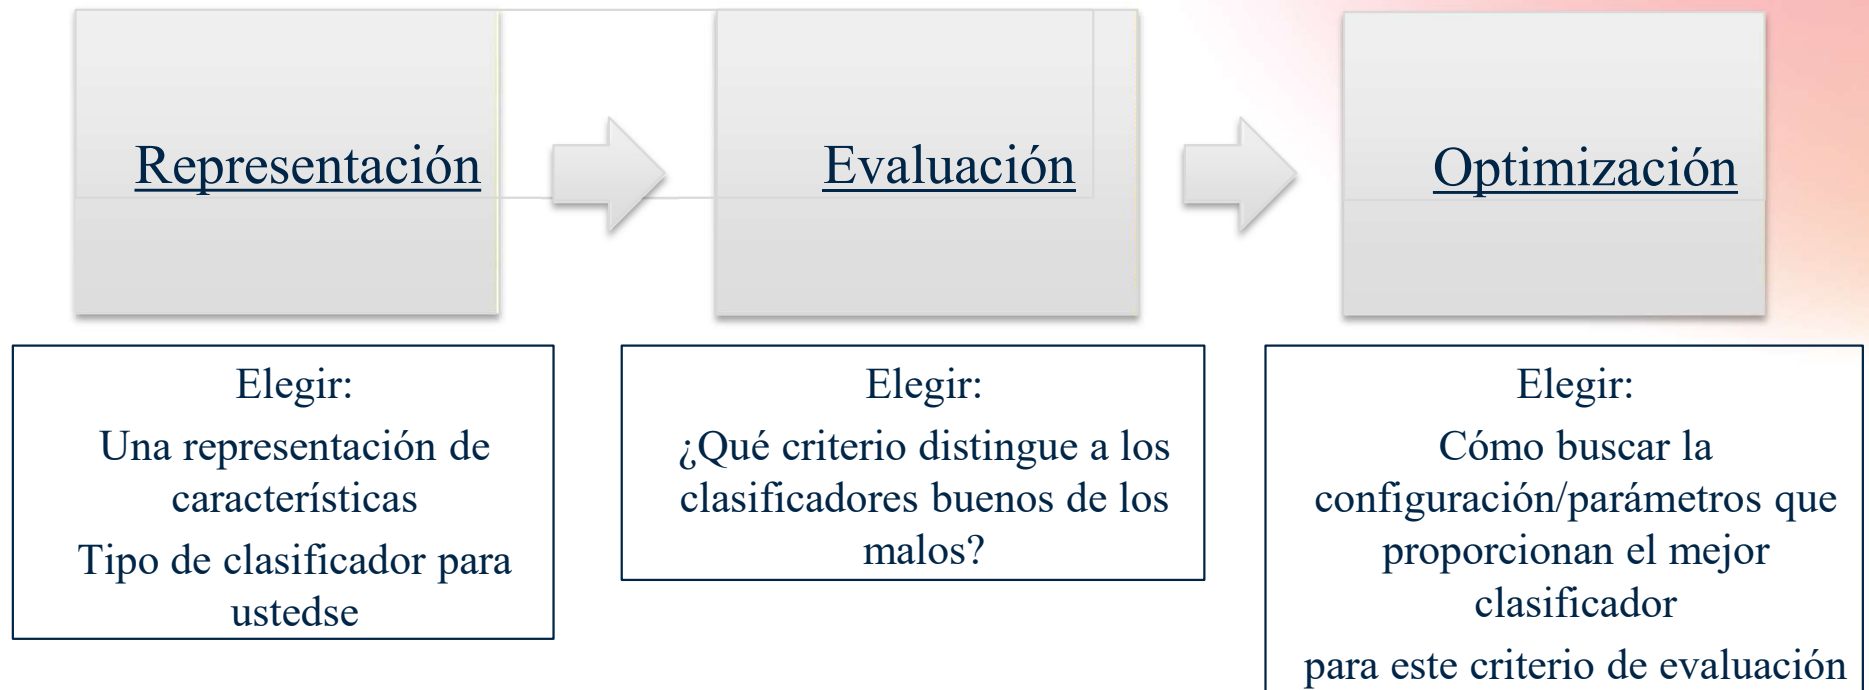 Representación
Evaluación
Optimización
Elegir:
Una representación de
características
Tipo de clasificador para
ustedse
Elegir:
¿Qué criterio distingue a los
clasificadores buenos de los
malos?
Elegir:
Cómo buscar la
configuración/parámetros que
proporcionan el mejor
clasificador
para este criterio de evaluación